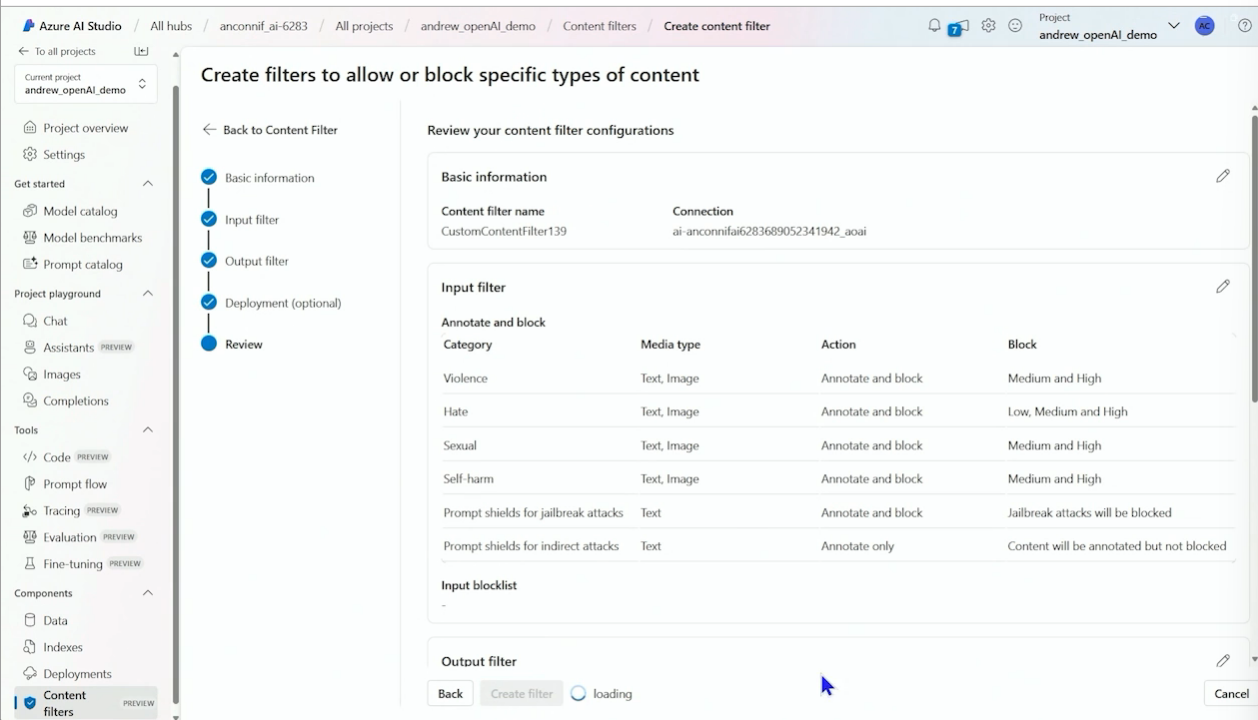 Azure AI Studio / All hubs / anconnif_ai-6283 / All projects / andrew_openAI_demo / Content filters / Create content filter
7
Project
andrew_openAI_demo
AC
To all projects
Current project
andrew_openAI_demo
Project overview
Settings
Get started
Model catalog
Model benchmarks
Prompt catalog
Project playground
Chat
Assistants PREVIEW
Images
Completions
Tools
Code PREVIEW
Prompt flow
Tracing PREVIEW
Evaluation PREVIEW
Fine-tuning PREVIEW
Components
Data
Indexes
Deployments
Content filters PREVIEW
Create filters to allow or block specific types of content
Back to Content Filter
Basic information
Input filter
Output filter
Deployment (optional)
Review
Review your content filter configurations
Basic information
Content filter name Connection
CustomContentFilter139 ai-anconnifai6283689052341942_aoai
Input filter
Annotate and block
Category Media type Action Block
Violence Text, Image Annotate and block Medium and High
Hate Text, Image Annotate and block Low, Medium and High
Sexual Text, Image Annotate and block Medium and High
Self-harm Text, Image Annotate and block Medium and High
Prompt shields for jailbreak attacks Text Annotate and block Jailbreak attacks will be blocked
Prompt shields for indirect attacks Text Annotate only Content will be annotated but not blocked
Input blocklist
-
Output filter
Back Create filter loading Cancel